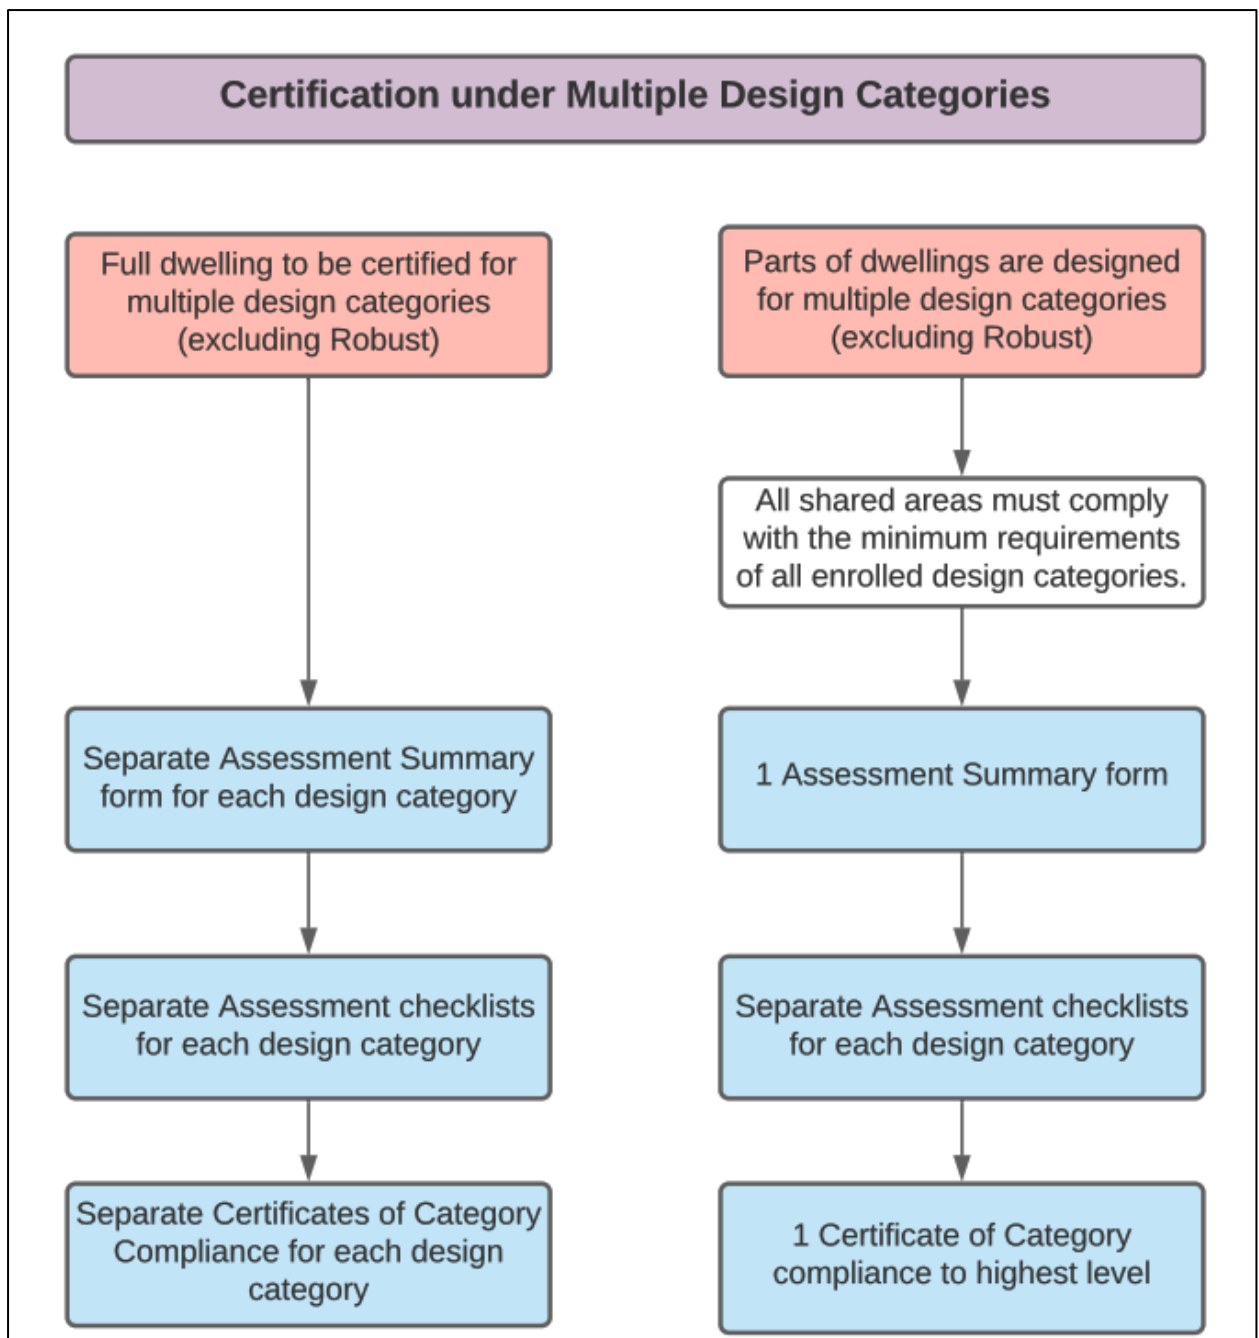 Certification under Multiple Design Categories
Full dwelling to be certified for
multiple design categories
(excluding Robust)
Separate Assessment Summary
form for each design category
Separate Assessment checklists
for each design category
Separate Certificates of Category
Compliance for each design
category
Parts of dwellings are designed
for multiple design categories
(excluding Robust)
All shared areas must comply
with the minimum requirements
of all enrolled design categories.
1 Assessment Summary form
Separate Assessment checklists
for each design category
1 Certificate of Category
compliance to highest level